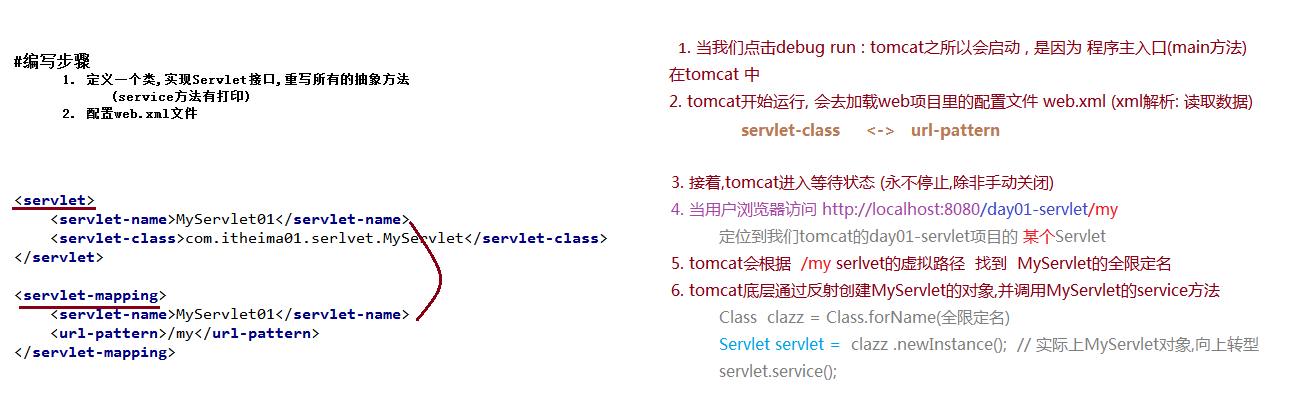 #编写步骤
1. 定义一个类,实现Servlet接口,重写所有的抽象方法
(service方法有打印)
2. 配置web.xml文件
<servlet>
<servlet-name>MyServlet01</servlet-name>
<servlet-class>com.itheima01.serlvet.MyServlet</servlet-class>
</servlet>
<servlet-mapping>
<servlet-name>MyServlet01</servlet-name>
<url-pattern>/my</url-pattern>
</servlet-mapping>
1. 当我们点击debug run : tomcat之所以会启动 , 是因为 程序主入口(main方法)
在tomcat 中
2. tomcat开始运行, 会去加载web项目里的配置文件 web.xml (xml解析: 读取数据)
servlet-class <-> url-pattern
3. 接着,tomcat进入等待状态 (永不停止,除非手动关闭)
4. 当用户浏览器访问 http://localhost:8080/day01-servlet/my
定位到我们tomcat的day01-servlet项目的 某个Servlet
5. tomcat会根据 /my serlvet的虚拟路径 找到 MyServlet的全限定名
6. tomcat底层通过反射创建MyServlet的对象,并调用MyServlet的service方法
Class clazz = Class.forName(全限定名)
Servlet servlet = clazz .newInstance(); // 实际上MyServlet对象,向上转型
servlet.service();